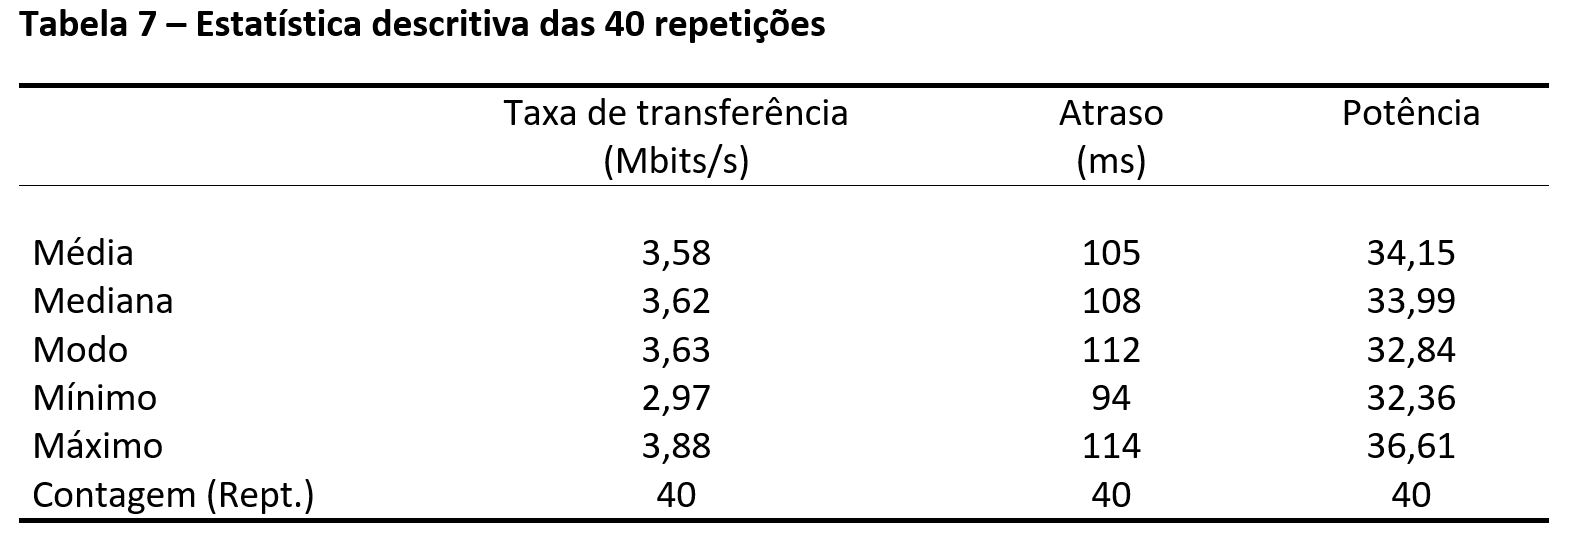 Tabela 7 – Estatística descritiva das 40 repetições
Taxa de transferência Atraso Potência
(Mbits/s) (ms)
Média 3,58 105 34,15
Mediana 3,62 108 33,99
Modo 3,63 112 32,84
Mínimo 2,97 94 32,36
Máximo 3,88 114 36,61
Contagem (Rept.) 40 40 40